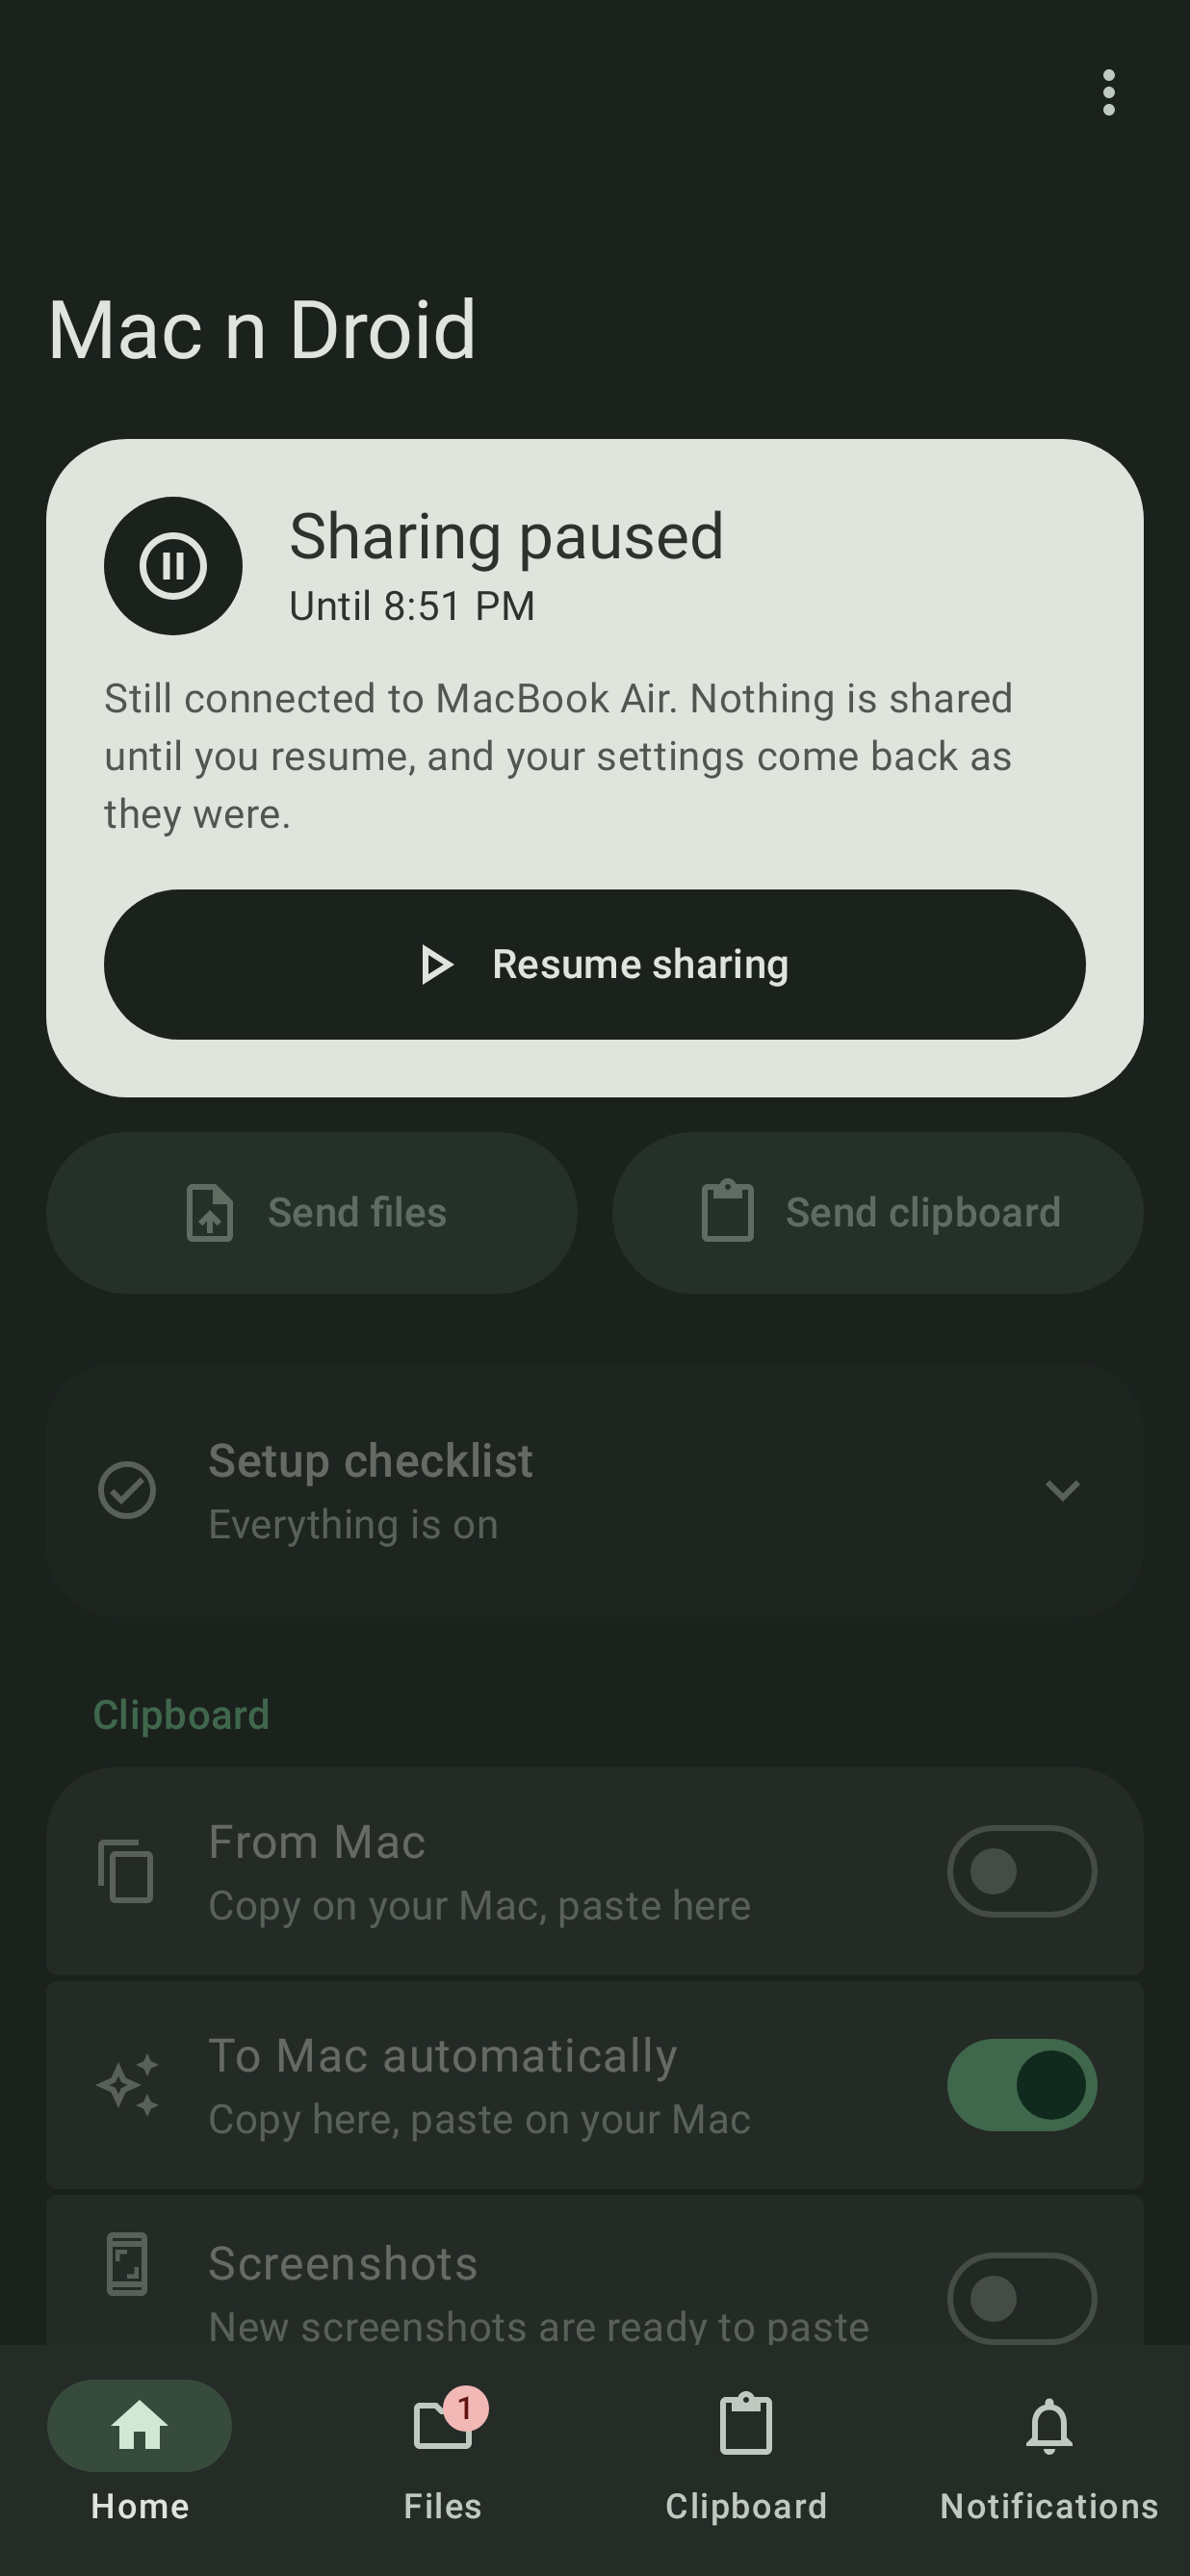 Mac n Droid
Sharing paused
Until 8:51 PM
Still connected to MacBook Air. Nothing is shared
until you resume, and your settings come back as
they were.
Resume sharing
Send files
Send clipboard
Setup checklist
Everything is on
Clipboard
From Mac
Copy on your Mac, paste here
To Mac automatically
Copy here, paste on your Mac
Screenshots
New screenshots are ready to paste
1
Home
Files
Clipboard
Notifications